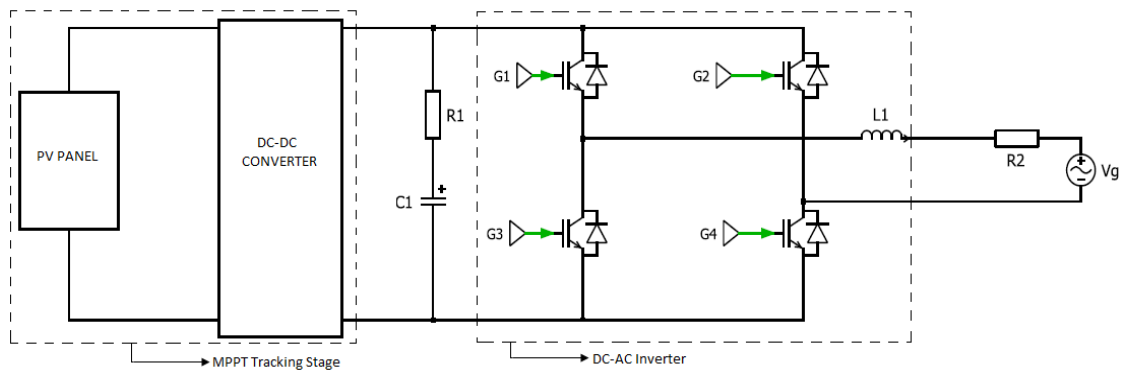 PV PANEL
DC-DC
CONVERTER
R1
C1
G1
G2
G3
G4
L1
R2
Vg
MPPT Tracking Stage
DC-AC Inverter